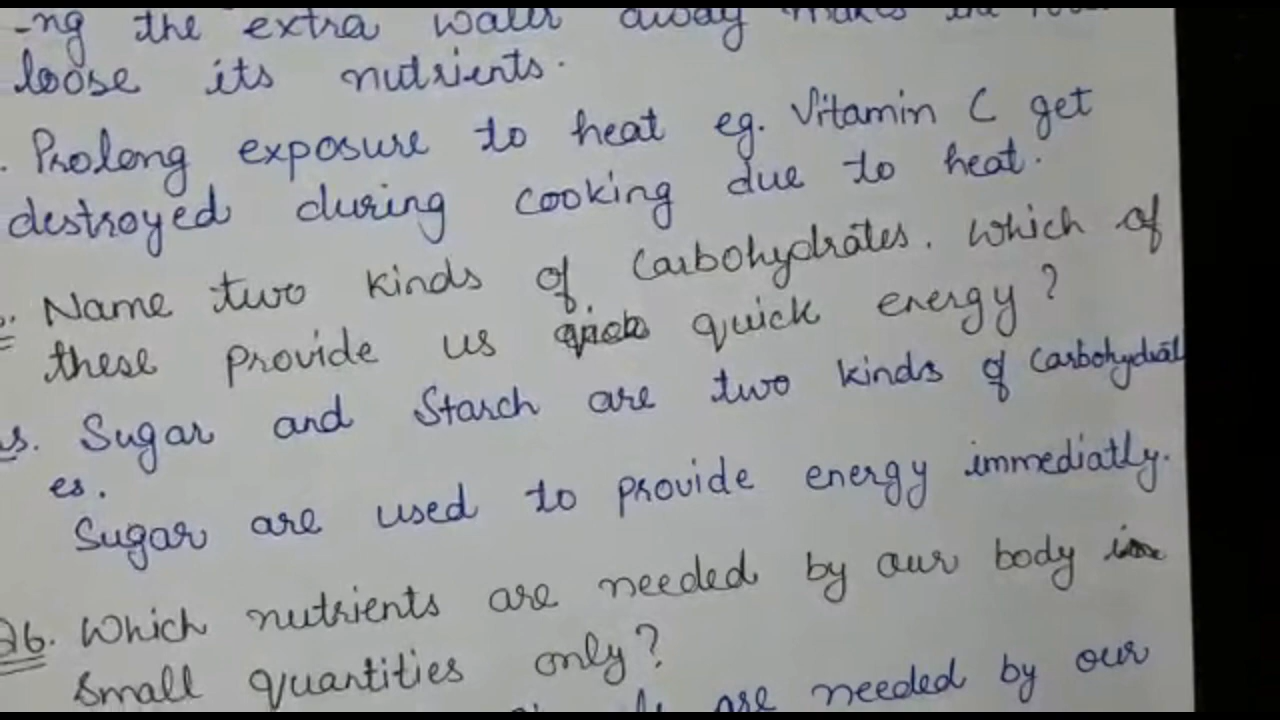 -ng the extra water away makes the
loose its nutrients.
. Prolong exposure to heat eg. Vitamin C get
destroyed during cooking due to heat.
. Name two kinds of Carbohydrates. Which of
these provide us quick energy?
s. Sugar and Starch are two kinds of Carbohydrat
es.
Sugar are used to provide energy immediatly.
26. Which nutrients are needed by our body in
small quantities only?
are needed by our